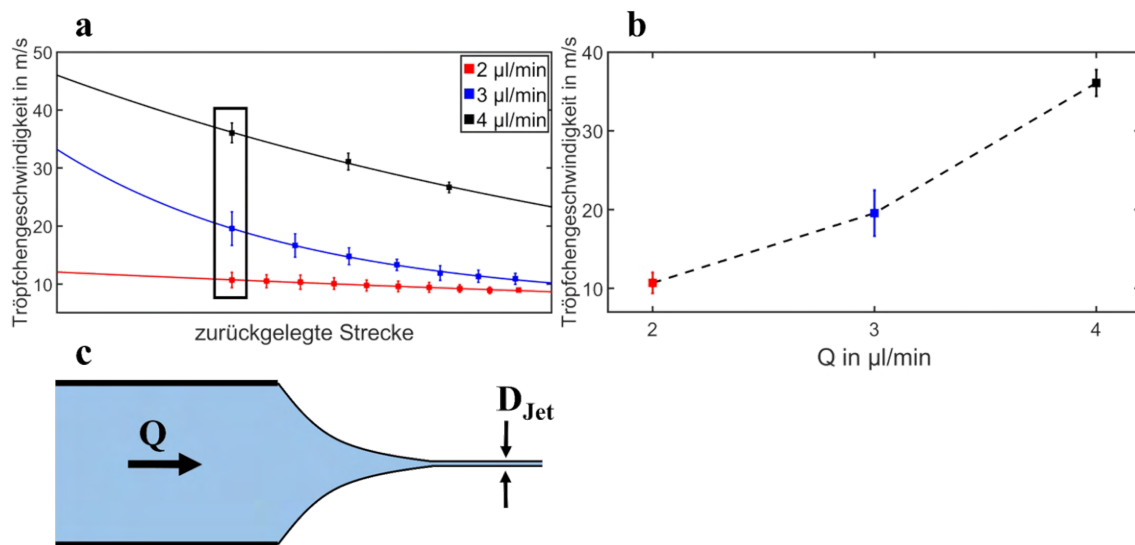 a
Tröpfchengeschwindigkeit in m/s
50
40
30
20
10
2 µl/min
3 µl/min
4 µl/min
zurückgelegte Strecke
b
Tröpfchengeschwindigkeit in m/s
40
30
20
10
2
3
4
Q in µl/min
c
Q
D_Jet